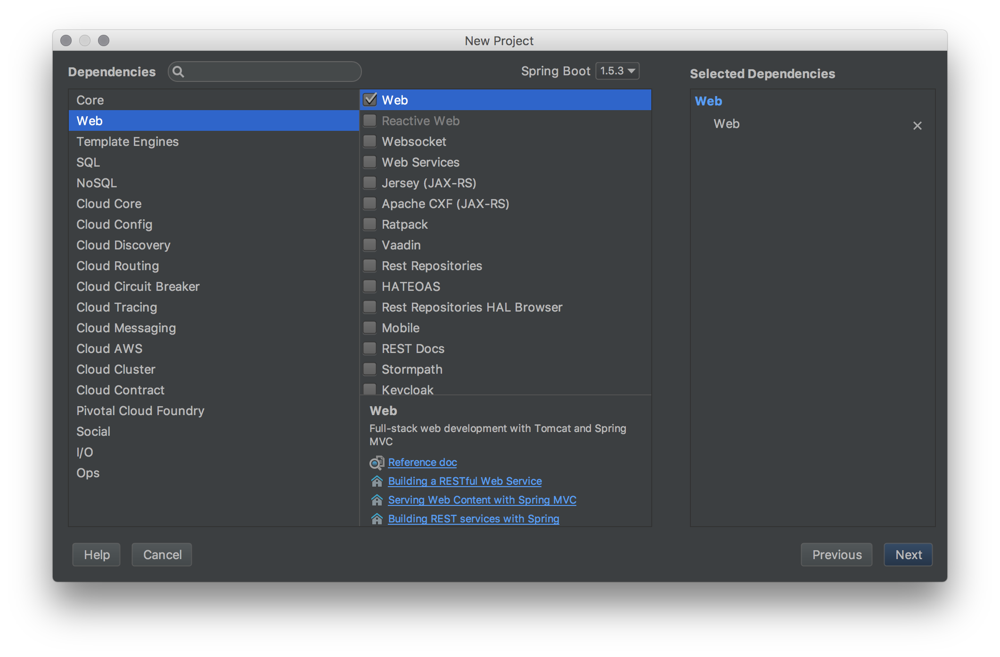 New Project
Dependencies
Spring Boot 1.5.3
Selected Dependencies
Core
Web
Template Engines
SQL
NoSQL
Cloud Core
Cloud Config
Cloud Discovery
Cloud Routing
Cloud Circuit Breaker
Cloud Tracing
Cloud Messaging
Cloud AWS
Cloud Cluster
Cloud Contract
Pivotal Cloud Foundry
Social
I/O
Ops
Web
Reactive Web
Websocket
Web Services
Jersey (JAX-RS)
Apache CXF (JAX-RS)
Ratpack
Vaadin
Rest Repositories
HATEOAS
Rest Repositories HAL Browser
Mobile
REST Docs
Stormpath
Keycloak
Web
Full-stack web development with Tomcat and Spring
MVC
Reference doc
Building a RESTful Web Service
Serving Web Content with Spring MVC
Building REST services with Spring
Web
Web
Help
Cancel
Previous
Next